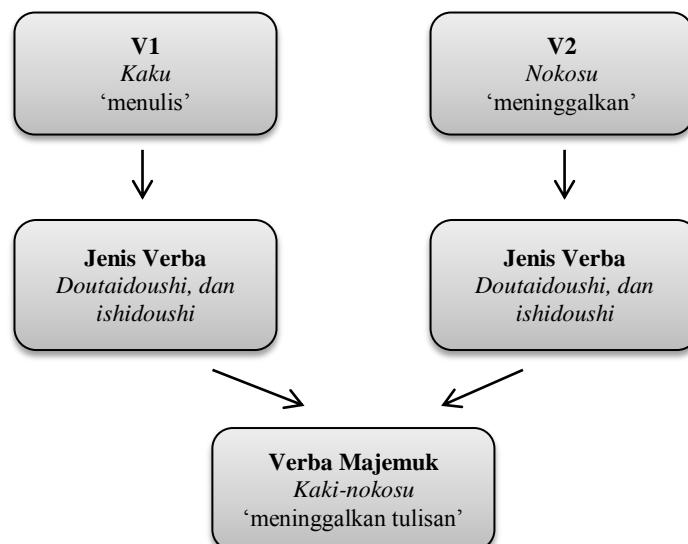 V1
Kaku
‘menulis’
V2
Nokosu
‘meninggalkan’
Jenis Verba
Doutaidoushi, dan
ishidoushi
Jenis Verba
Doutaidoushi, dan
ishidoushi
Verba Majemuk
Kaki-nokosu
‘meninggalkan tulisan’